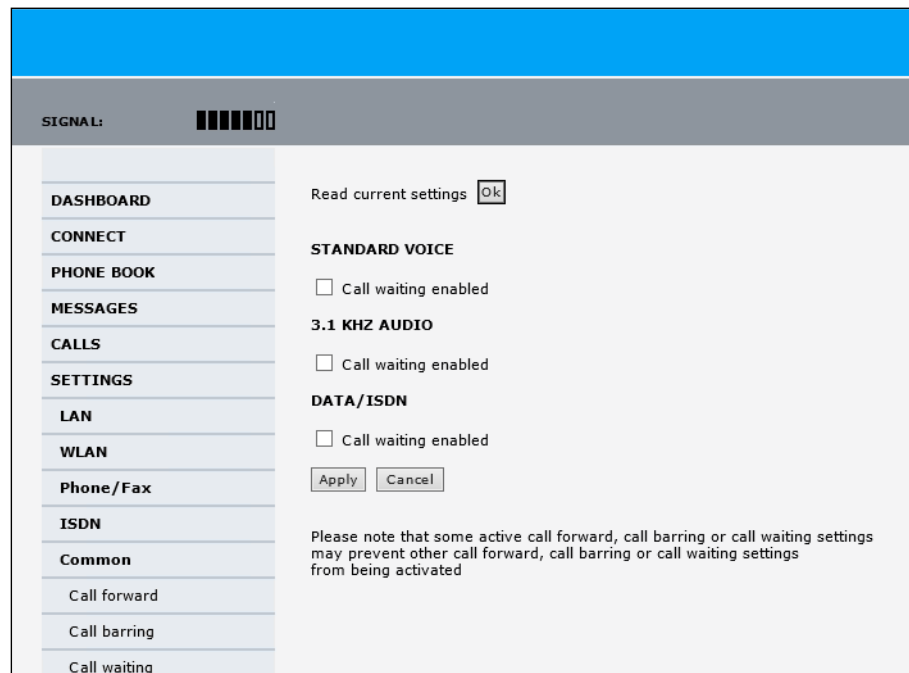 SIGNAL:
DASHBOARD
CONNECT
PHONE BOOK
MESSAGES
CALLS
SETTINGS
LAN
WLAN
Phone/Fax
ISDN
Common
Call forward
Call barring
Call waiting
Read current settings Ok
STANDARD VOICE
Call waiting enabled
3.1 KHZ AUDIO
Call waiting enabled
DATA/ISDN
Call waiting enabled
Apply Cancel
Please note that some active call forward, call barring or call waiting settings
may prevent other call forward, call barring or call waiting settings
from being activated